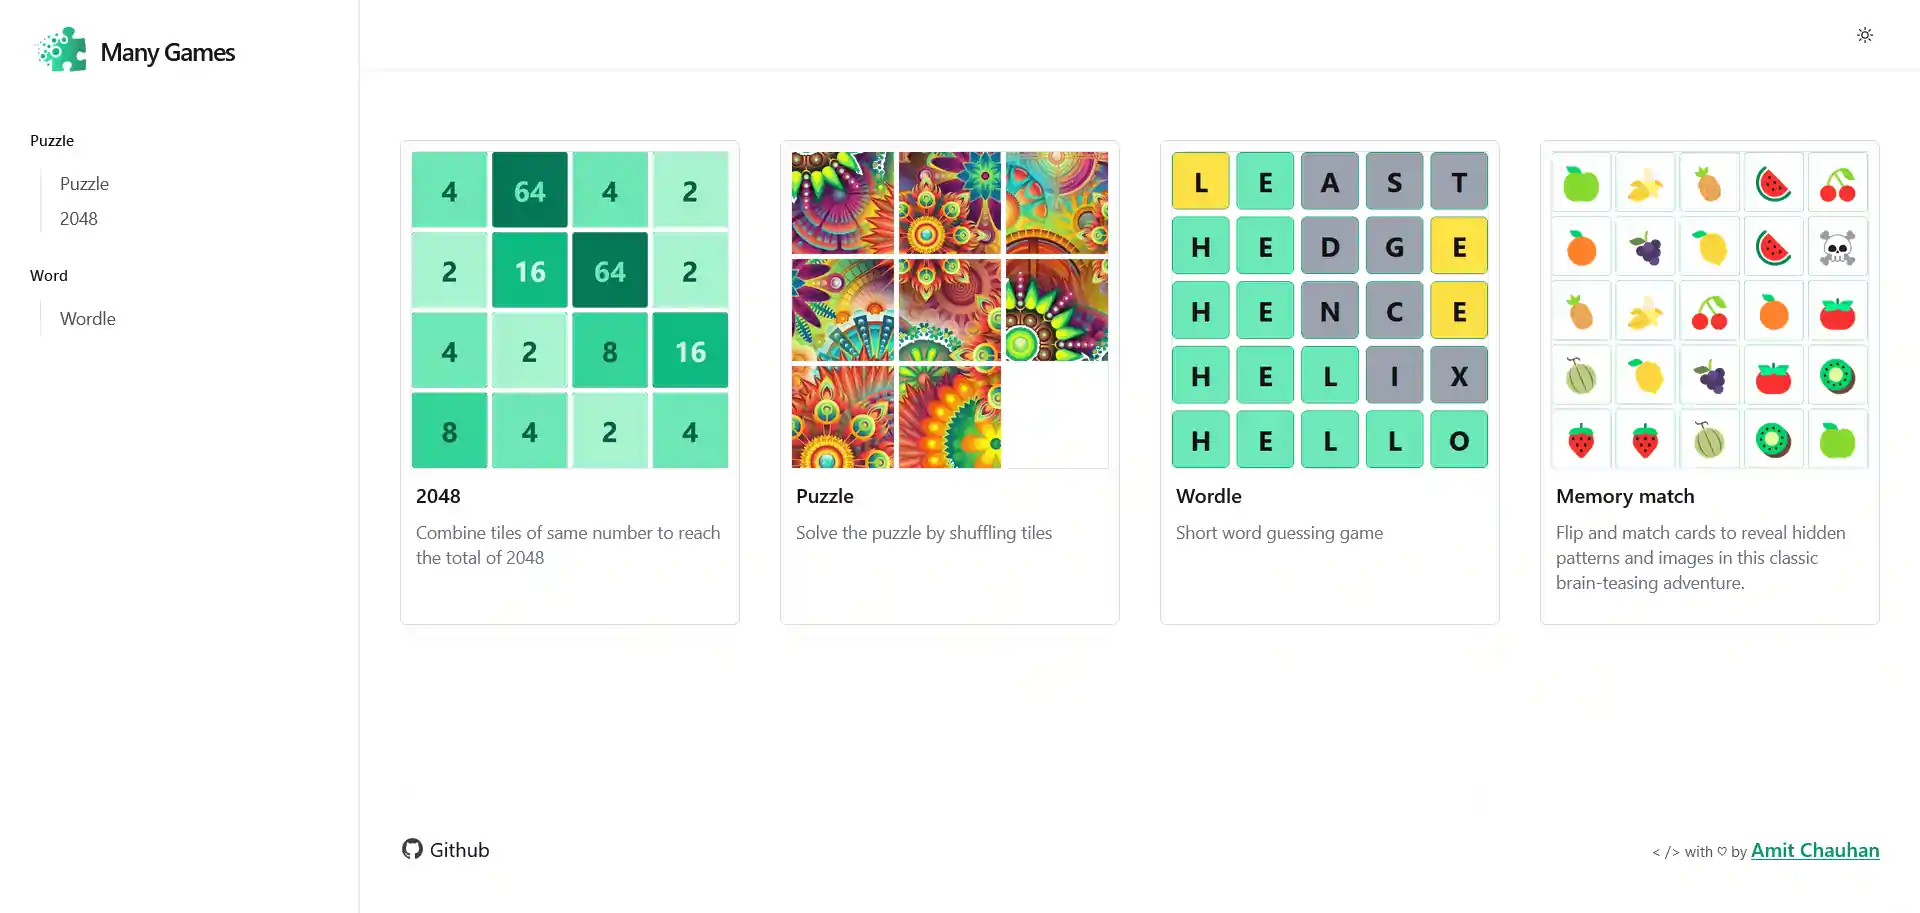 Many Games
Puzzle
Puzzle
2048
Word
Wordle
4 64 4 2
2 16 64 2
4 2 8 16
8 4 2 4
2048
Combine tiles of same number to reach
the total of 2048
Puzzle
Solve the puzzle by shuffling tiles
L E A S T
H E D G E
H E N C E
H E L I X
H E L L O
Wordle
Short word guessing game
Memory match
Flip and match cards to reveal hidden
patterns and images in this classic
brain-teasing adventure.
Github
< /> with ♡ by Amit Chauhan